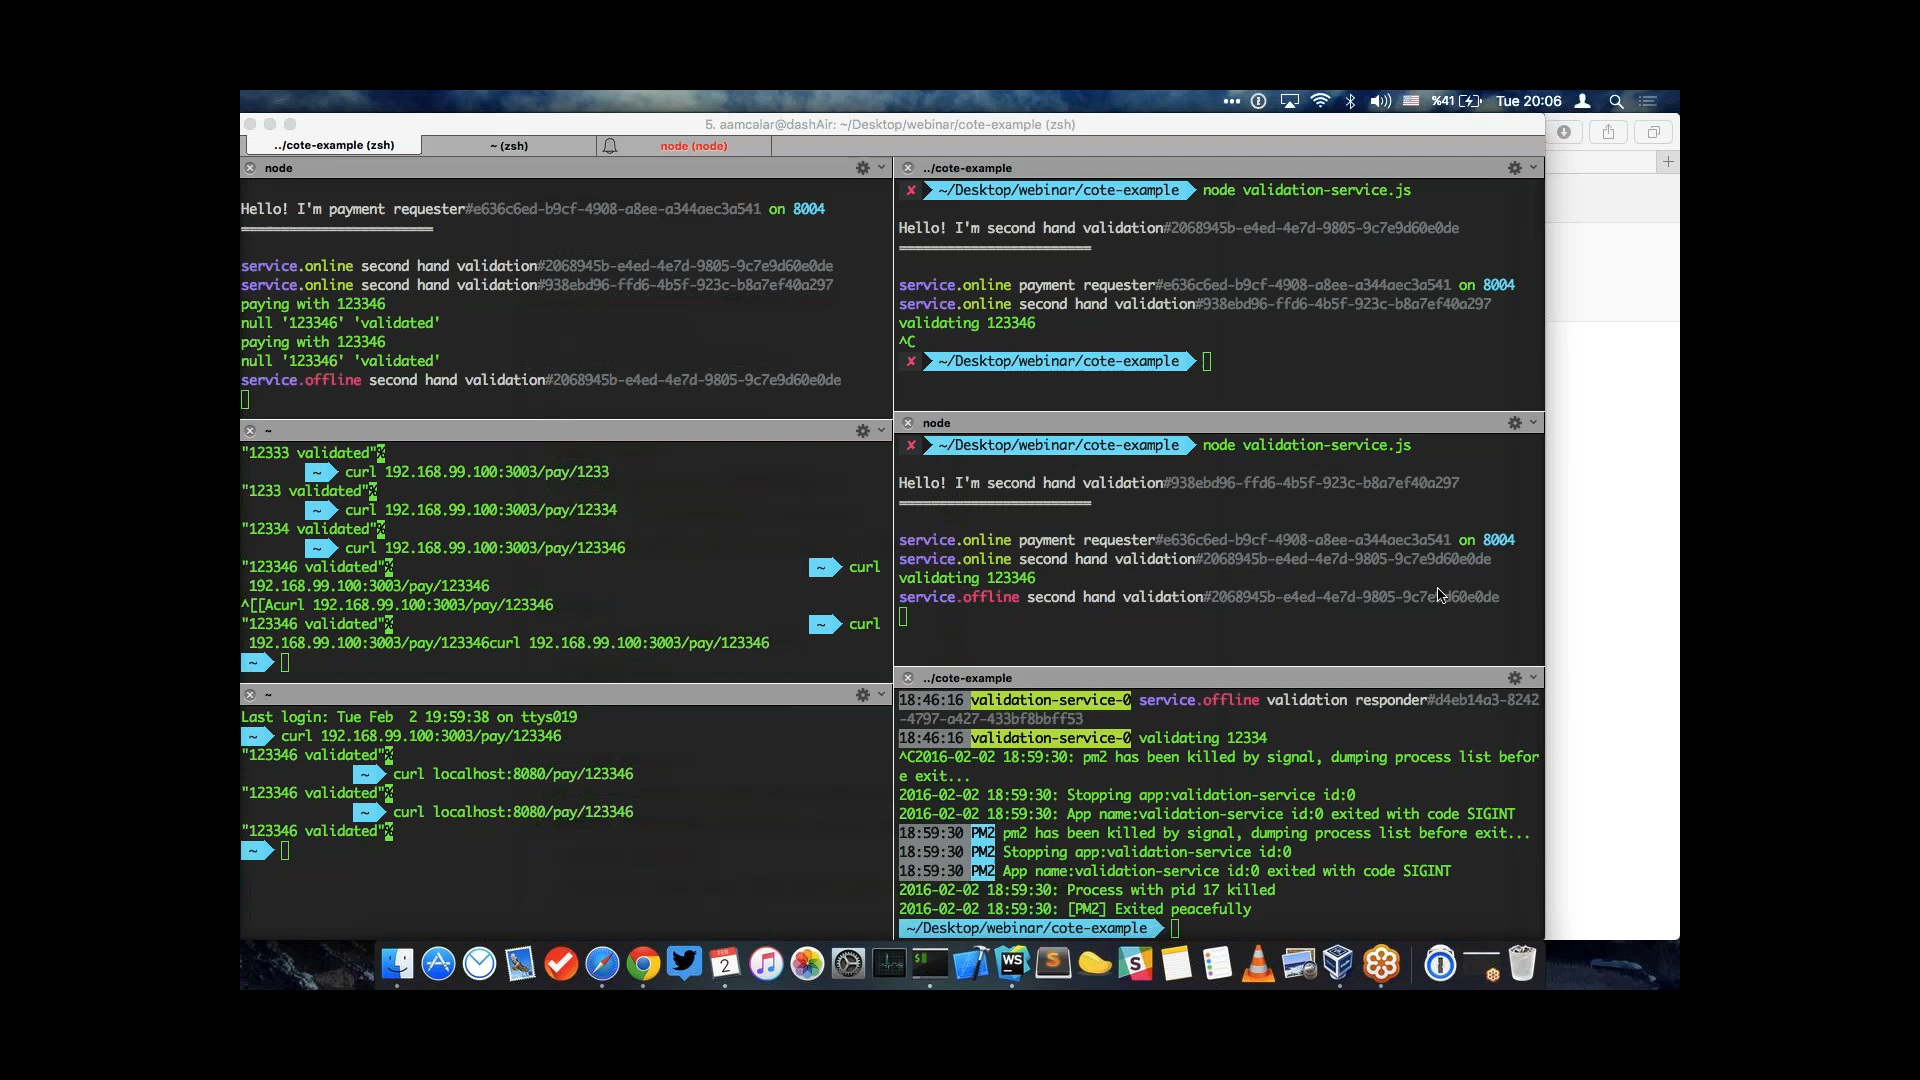 %41 Tue 20:06
5. aamcalar@dashAir: ~/Desktop/webinar/cote-example (zsh)
../cote-example (zsh)
~ (zsh)
node (node)
node
Hello! I'm payment requester#e636c6ed-b9cf-4908-a8ee-a344aec3a541 on 8004
========================
service.online second hand validation#2068945b-e4ed-4e7d-9805-9c7e9d60e0de
service.online second hand validation#938ebd96-ffd6-4b5f-923c-b8a7ef40a297
paying with 123346
null '123346' 'validated'
paying with 123346
null '123346' 'validated'
service.offline second hand validation#2068945b-e4ed-4e7d-9805-9c7e9d60e0de
~
"12333 validated"%
~ curl 192.168.99.100:3003/pay/1233
"1233 validated"%
~ curl 192.168.99.100:3003/pay/12334
"12334 validated"%
~ curl 192.168.99.100:3003/pay/123346
"123346 validated"% ~ curl
192.168.99.100:3003/pay/123346
^[[Acurl 192.168.99.100:3003/pay/123346
"123346 validated"% ~ curl
192.168.99.100:3003/pay/123346curl 192.168.99.100:3003/pay/123346
~
~
Last login: Tue Feb  2 19:59:38 on ttys019
~ curl 192.168.99.100:3003/pay/123346
"123346 validated"%
~ curl localhost:8080/pay/123346
"123346 validated"%
~ curl localhost:8080/pay/123346
"123346 validated"%
~
../cote-example
✘ ~/Desktop/webinar/cote-example node validation-service.js
Hello! I'm second hand validation#2068945b-e4ed-4e7d-9805-9c7e9d60e0de
========================
service.online payment requester#e636c6ed-b9cf-4908-a8ee-a344aec3a541 on 8004
service.online second hand validation#938ebd96-ffd6-4b5f-923c-b8a7ef40a297
validating 123346
^C
✘ ~/Desktop/webinar/cote-example
node
✘ ~/Desktop/webinar/cote-example node validation-service.js
Hello! I'm second hand validation#938ebd96-ffd6-4b5f-923c-b8a7ef40a297
========================
service.online payment requester#e636c6ed-b9cf-4908-a8ee-a344aec3a541 on 8004
service.online second hand validation#2068945b-e4ed-4e7d-9805-9c7e9d60e0de
validating 123346
service.offline second hand validation#2068945b-e4ed-4e7d-9805-9c7e9d60e0de
../cote-example
18:46:16 validation-service-0 service.offline validation responder#d4eb14a3-8242
-4797-a427-433bf8bbff53
18:46:16 validation-service-0 validating 12334
^C2016-02-02 18:59:30: pm2 has been killed by signal, dumping process list befor
e exit...
2016-02-02 18:59:30: Stopping app:validation-service id:0
2016-02-02 18:59:30: App name:validation-service id:0 exited with code SIGINT
18:59:30 PM2 pm2 has been killed by signal, dumping process list before exit...
18:59:30 PM2 Stopping app:validation-service id:0
18:59:30 PM2 App name:validation-service id:0 exited with code SIGINT
2016-02-02 18:59:30: Process with pid 17 killed
2016-02-02 18:59:30: [PM2] Exited peacefully
~/Desktop/webinar/cote-example
FEB
2
WS
S